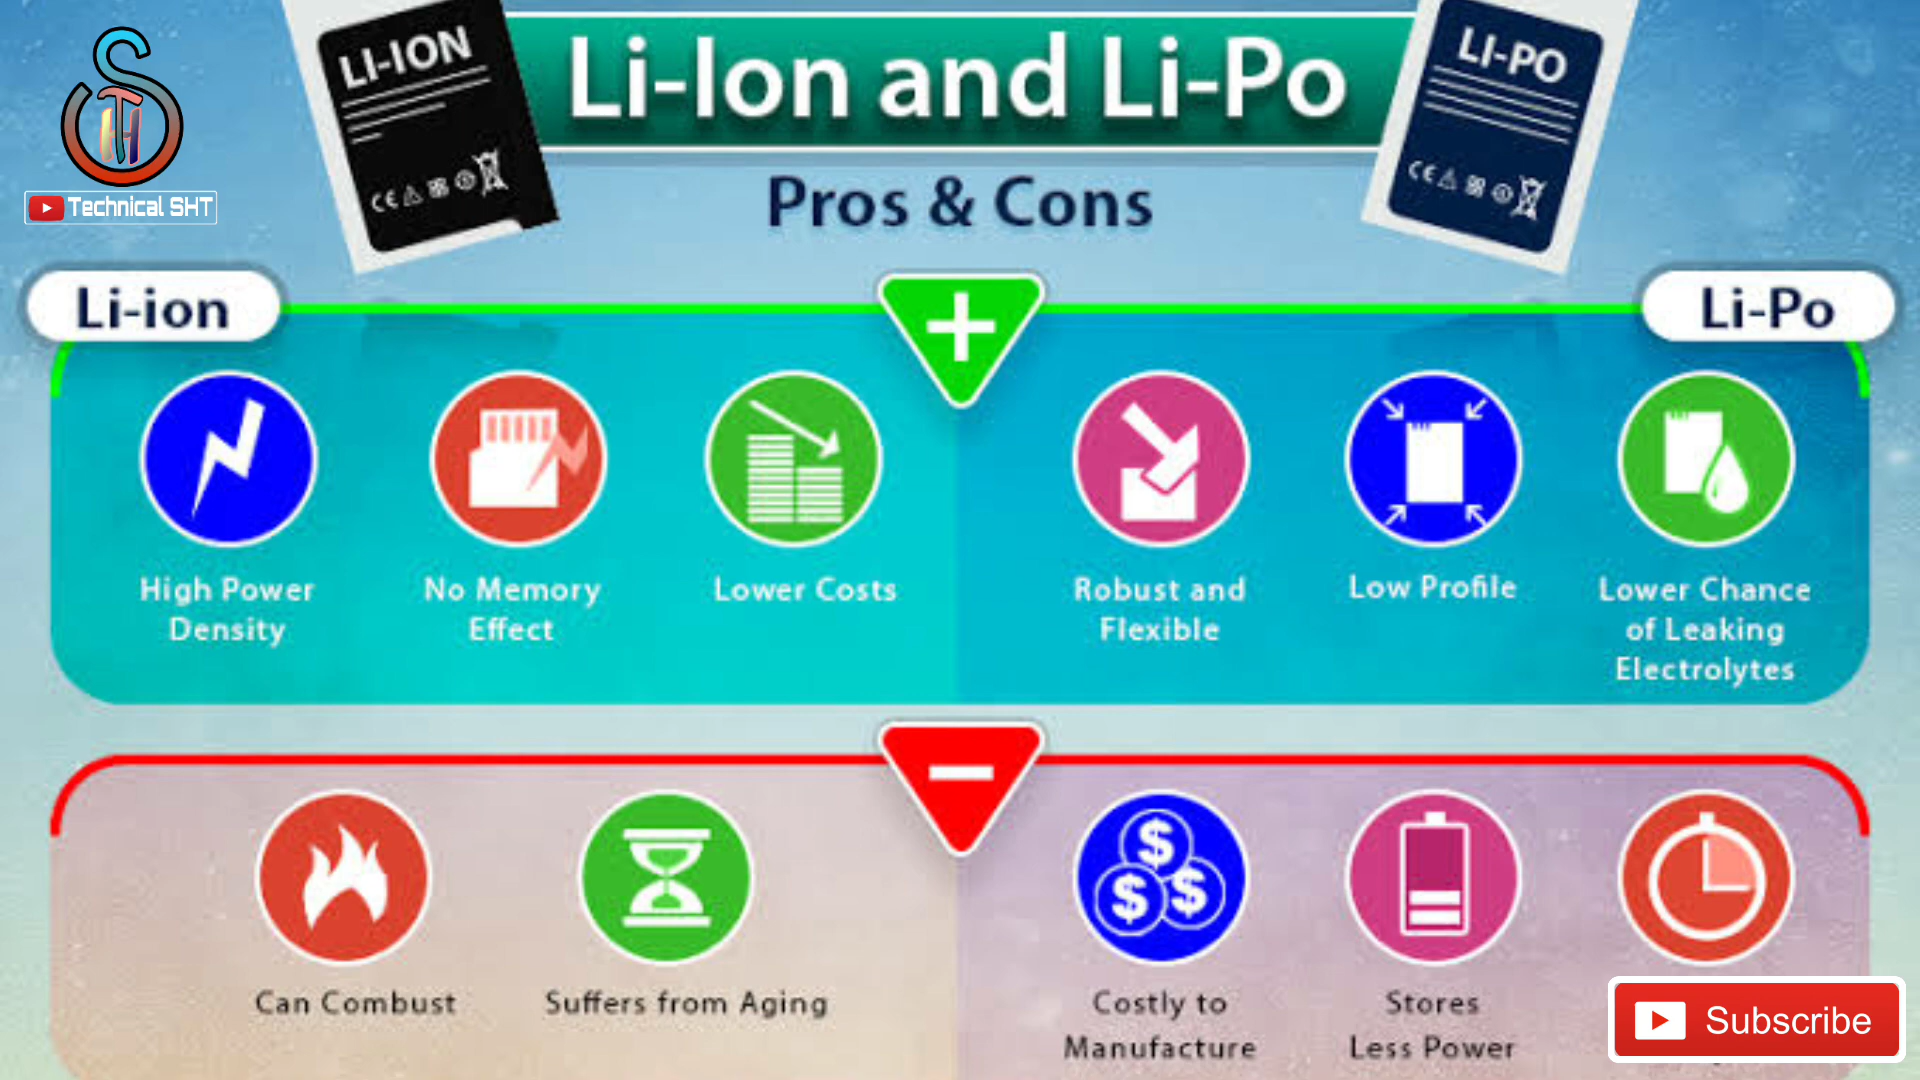 LI-ION
Li-Ion and Li-Po
LI-PO
Pros & Cons
STH
Technical SHT
Li-ion
Li-Po
High Power
Density
No Memory
Effect
Lower Costs
Robust and
Flexible
Low Profile
Lower Chance
of Leaking
Electrolytes
Can Combust
Suffers from Aging
Costly to
Manufacture
Stores
Less Power
Subscribe